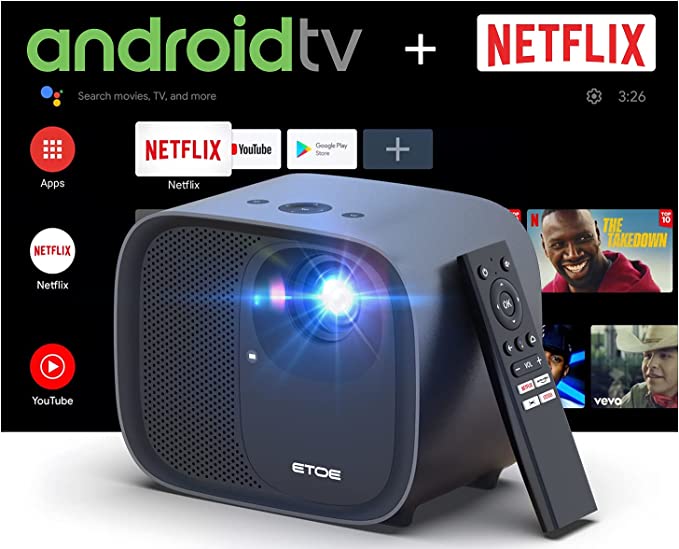 androidtv + NETFLIX
Search movies, TV, and more
3:26
NETFLIX
YouTube
Google Play
Store
+
Apps
Netflix
NETFLIX
Netflix
YouTube
TOP
10
N
THE
TAKEDOWN
OK
- VOL +
NETFLIX
vevo
ETOE